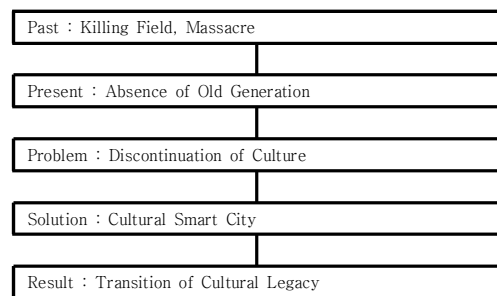 Past : Killing Field, Massacre
Present : Absence of Old Generation
Problem : Discontinuation of Culture
Solution : Cultural Smart City
Result : Transition of Cultural Legacy